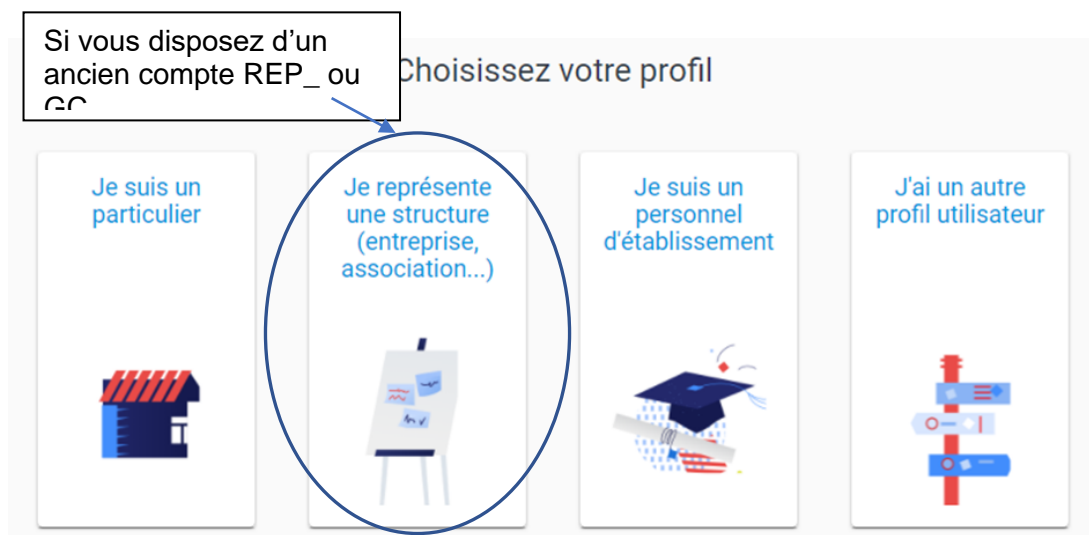 Si vous disposez d'un
ancien compte REP_ ou
GC
Choisissez votre profil
Je suis un
particulier
Je représente
une structure
(entreprise,
association...)
Je suis un
personnel
d'établissement
J'ai un autre
profil utilisateur